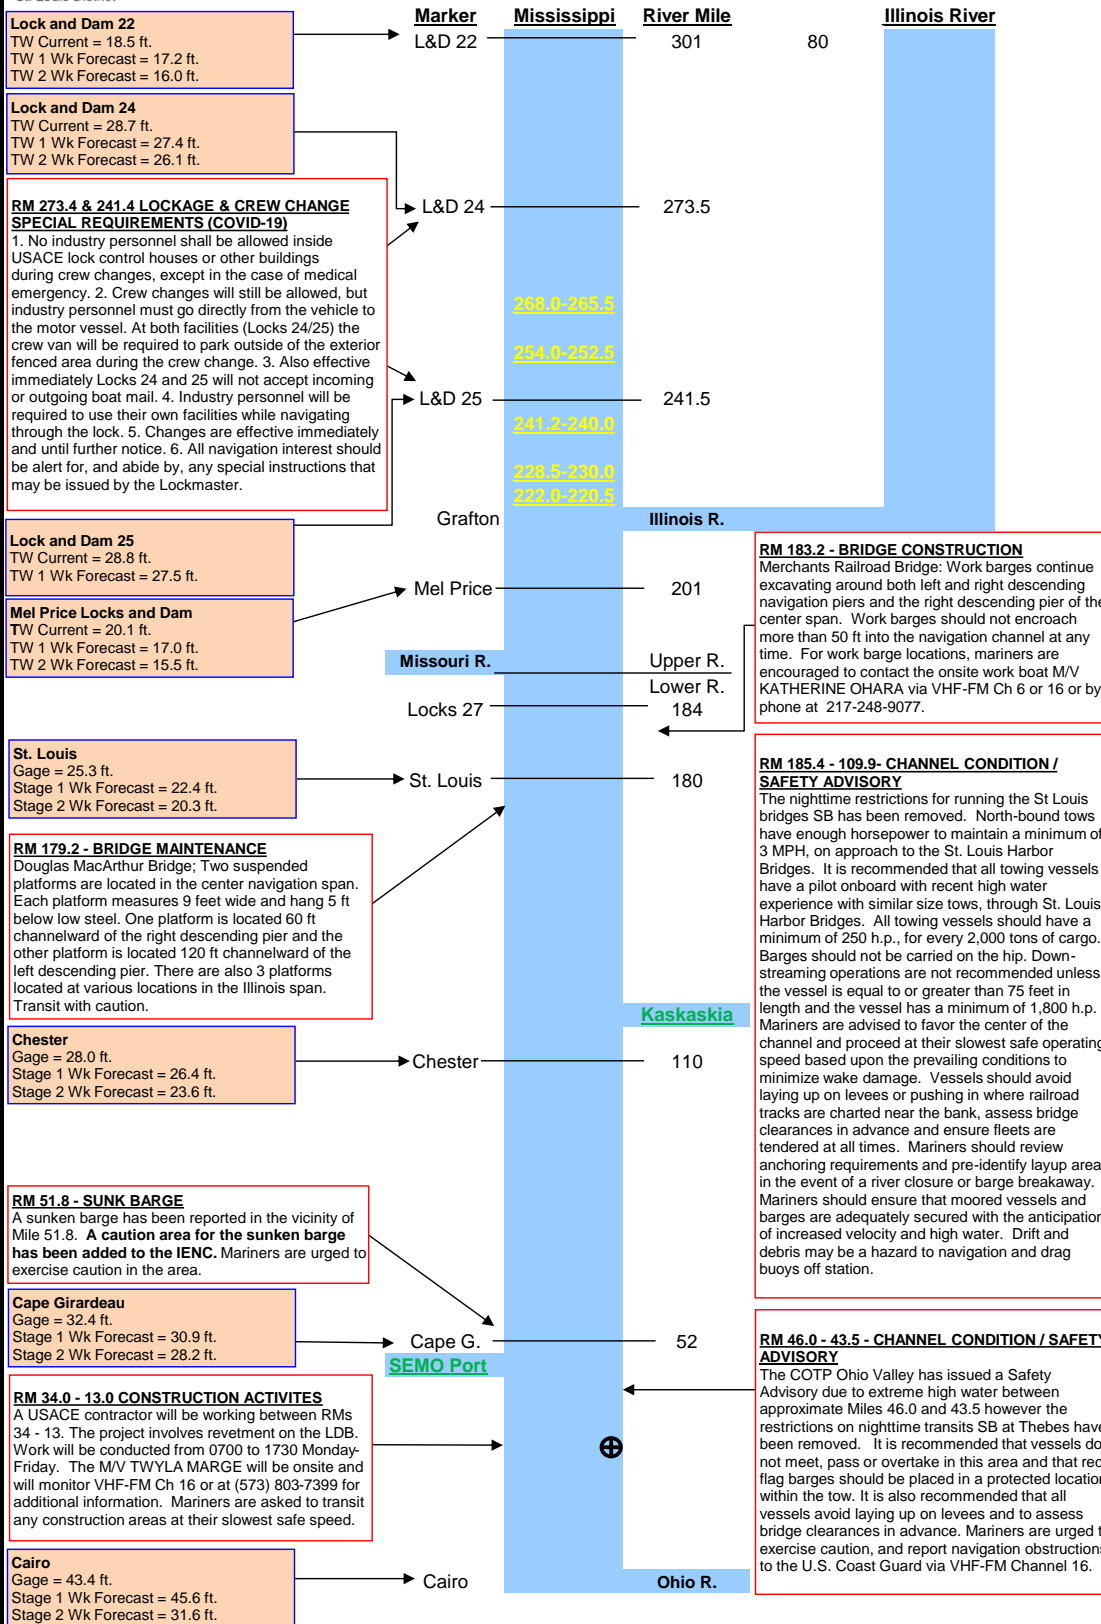 St. Louis District
Marker Mississippi River Mile Illinois River
Lock and Dam 22
TW Current = 18.5 ft.
TW 1 Wk Forecast = 17.2 ft.
TW 2 Wk Forecast = 16.0 ft.
L&D 22 301 80
Lock and Dam 24
TW Current = 28.7 ft.
TW 1 Wk Forecast = 27.4 ft.
TW 2 Wk Forecast = 26.1 ft.
L&D 24 273.5
RM 273.4 & 241.4 LOCKAGE & CREW CHANGE
SPECIAL REQUIREMENTS (COVID-19)
1. No industry personnel shall be allowed inside
USACE lock control houses or other buildings
during crew changes, except in the case of medical
emergency. 2. Crew changes will still be allowed, but
industry personnel must go directly from the vehicle to
the motor vessel. At both facilities (Locks 24/25) the
crew van will be required to park outside of the exterior
fenced area during the crew change. 3. Also effective
immediately Locks 24 and 25 will not accept incoming
or outgoing boat mail. 4. Industry personnel will be
required to use their own facilities while navigating
through the lock. 5. Changes are effective immediately
and until further notice. 6. All navigation interest should
be alert for, and abide by, any special instructions that
may be issued by the Lockmaster.
268.0-265.5
254.0-252.5
L&D 25 241.5
241.2-240.0
228.5-230.0
222.0-220.5
Grafton Illinois R.
Lock and Dam 25
TW Current = 28.8 ft.
TW 1 Wk Forecast = 27.5 ft.
Mel Price 201
Mel Price Locks and Dam
TW Current = 20.1 ft.
TW 1 Wk Forecast = 17.0 ft.
TW 2 Wk Forecast = 15.5 ft.
RM 183.2 - BRIDGE CONSTRUCTION
Merchants Railroad Bridge: Work barges continue
excavating around both left and right descending
navigation piers and the right descending pier of the
center span. Work barges should not encroach
more than 50 ft into the navigation channel at any
time. For work barge locations, mariners are
encouraged to contact the onsite work boat M/V
KATHERINE OHARA via VHF-FM Ch 6 or 16 or by
phone at 217-248-9077.
Missouri R. Upper R.
Lower R.
Locks 27 184
St. Louis
Gage = 25.3 ft.
Stage 1 Wk Forecast = 22.4 ft.
Stage 2 Wk Forecast = 20.3 ft.
St. Louis 180
RM 185.4 - 109.9- CHANNEL CONDITION /
SAFETY ADVISORY
The nighttime restrictions for running the St Louis
bridges SB has been removed. North-bound tows
have enough horsepower to maintain a minimum of
3 MPH, on approach to the St. Louis Harbor
Bridges. It is recommended that all towing vessels
have a pilot onboard with recent high water
experience with similar size tows, through St. Louis
Harbor Bridges. All towing vessels should have a
minimum of 250 h.p., for every 2,000 tons of cargo.
Barges should not be carried on the hip. Down-
streaming operations are not recommended unless
the vessel is equal to or greater than 75 feet in
length and the vessel has a minimum of 1,800 h.p.
Mariners are advised to favor the center of the
channel and proceed at their slowest safe operating
speed based upon the prevailing conditions to
minimize wake damage. Vessels should avoid
laying up on levees or pushing in where railroad
tracks are charted near the bank, assess bridge
clearances in advance and ensure fleets are
tendered at all times. Mariners should review
anchoring requirements and pre-identify layup area
in the event of a river closure or barge breakaway.
Mariners should ensure that moored vessels and
barges are adequately secured with the anticipation
of increased velocity and high water. Drift and
debris may be a hazard to navigation and drag
buoys off station.
RM 179.2 - BRIDGE MAINTENANCE
Douglas MacArthur Bridge; Two suspended
platforms are located in the center navigation span.
Each platform measures 9 feet wide and hang 5 ft
below low steel. One platform is located 60 ft
channelward of the right descending pier and the
other platform is located 120 ft channelward of the
left descending pier. There are also 3 platforms
located at various locations in the Illinois span.
Transit with caution.
Kaskaskia
Chester
Gage = 28.0 ft.
Stage 1 Wk Forecast = 26.4 ft.
Stage 2 Wk Forecast = 23.6 ft.
Chester 110
RM 51.8 - SUNK BARGE
A sunken barge has been reported in the vicinity of
Mile 51.8. A caution area for the sunken barge
has been added to the IENC. Mariners are urged to
exercise caution in the area.
Cape Girardeau
Gage = 32.4 ft.
Stage 1 Wk Forecast = 30.9 ft.
Stage 2 Wk Forecast = 28.2 ft.
Cape G. 52
SEMO Port
RM 46.0 - 43.5 - CHANNEL CONDITION / SAFETY
ADVISORY
The COTP Ohio Valley has issued a Safety
Advisory due to extreme high water between
approximate Miles 46.0 and 43.5 however the
restrictions on nighttime transits SB at Thebes have
been removed. It is recommended that vessels do
not meet, pass or overtake in this area and that red
flag barges should be placed in a protected location
within the tow. It is also recommended that all
vessels avoid laying up on levees and to assess
bridge clearances in advance. Mariners are urged t
exercise caution, and report navigation obstructions
to the U.S. Coast Guard via VHF-FM Channel 16.
RM 34.0 - 13.0 CONSTRUCTION ACTIVITES
A USACE contractor will be working between RMs
34 - 13. The project involves revetment on the LDB.
Work will be conducted from 0700 to 1730 Monday-
Friday. The M/V TWYLA MARGE will be onsite and
will monitor VHF-FM Ch 16 or at (573) 803-7399 for
additional information. Mariners are asked to transit
any construction areas at their slowest safe speed.
Cairo
Gage = 43.4 ft.
Stage 1 Wk Forecast = 45.6 ft.
Stage 2 Wk Forecast = 31.6 ft.
Cairo Ohio R.